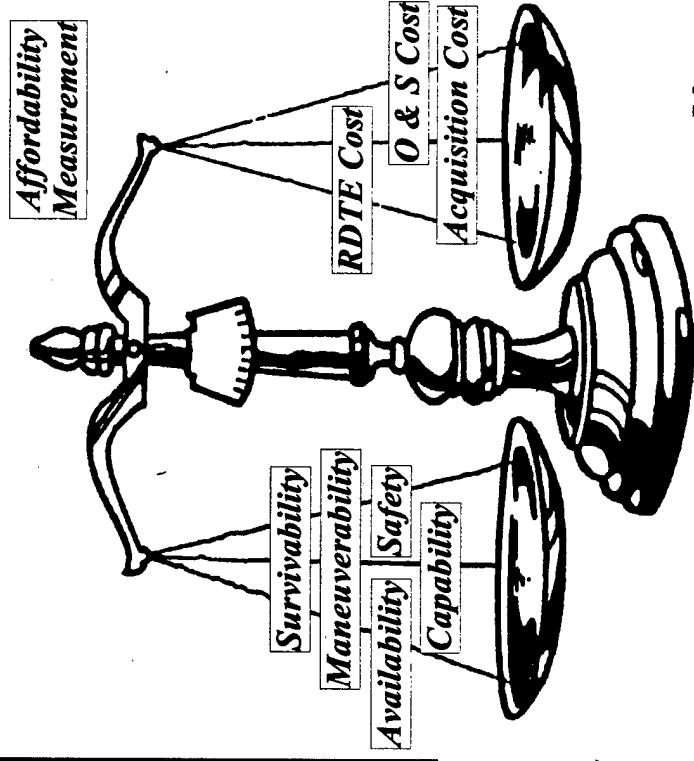 Affordability
Measurement
Survivability
Maneuverability
Availability
Safety
Capability
RDTE Cost
O & S Cost
Acquisition Cost